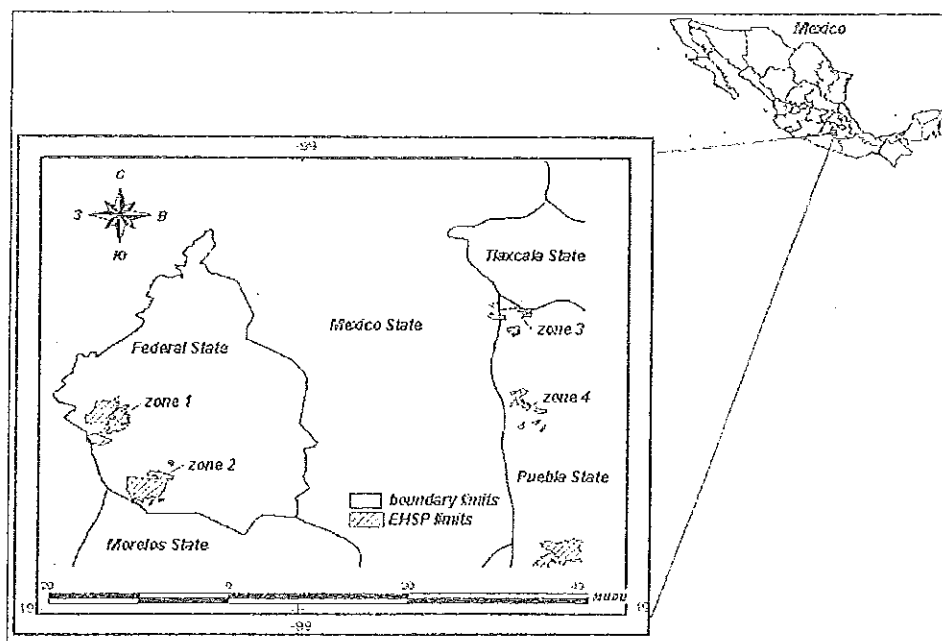 Mexico
-99
C
3
B
Ю
Tlaxcala State
Mexico State
zone 3
Federal State
zone 1
zone 4
zone 2
Puebla State
boundary limits
EHSP limits
Morelos State
20
0
20
40
19
19
-99